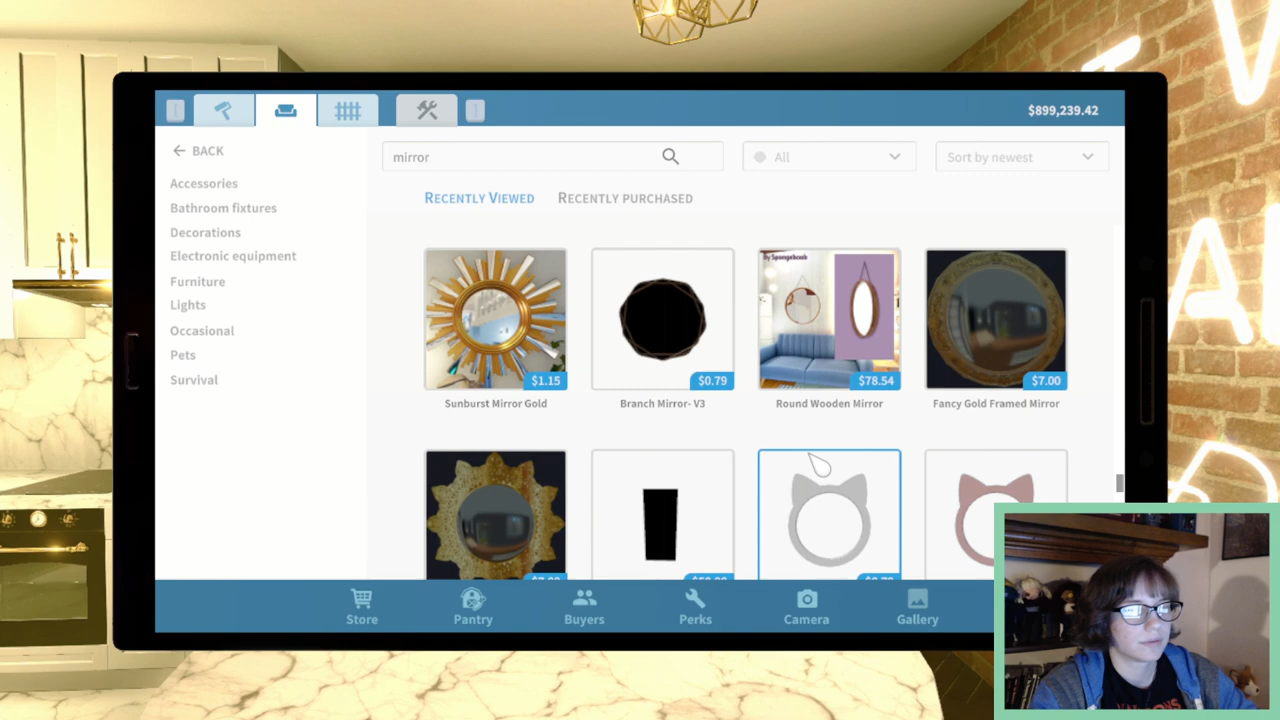 $899,239.42
BACK
mirror
All
Sort by newest
Accessories
Bathroom fixtures
Decorations
Electronic equipment
Furniture
Lights
Occasional
Pets
Survival
RECENTLY VIEWED
RECENTLY PURCHASED
By Spongebomb
$1.15
$0.79
$78.54
$7.00
Sunburst Mirror Gold
Branch Mirror- V3
Round Wooden Mirror
Fancy Gold Framed Mirror
Store
Pantry
Buyers
Perks
Camera
Gallery